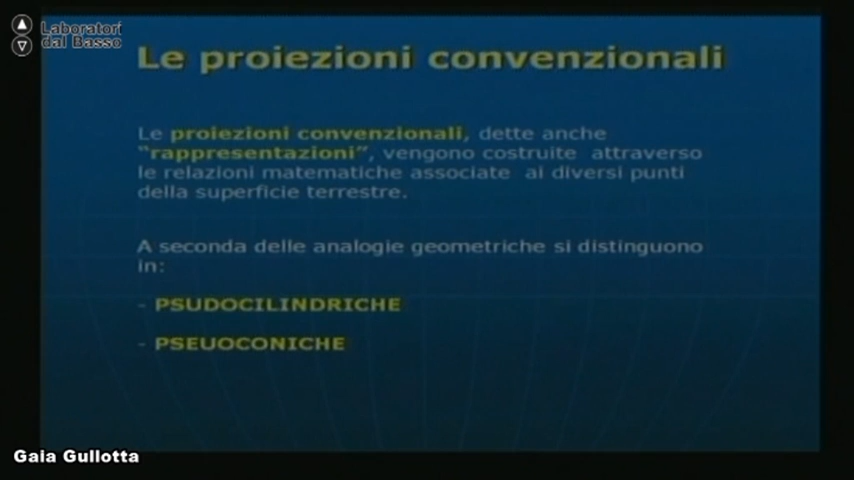 Laboratori
dal Basso
Le proiezioni convenzionali
Le proiezioni convenzionali, dette anche
"rappresentazioni", vengono costruite attraverso
le relazioni matematiche associate ai diversi punti
della superficie terrestre.
A seconda delle analogie geometriche si distinguono
in:
- PSUDOCILINDRICHE
- PSEUOCONICHE
Gaia Gullotta